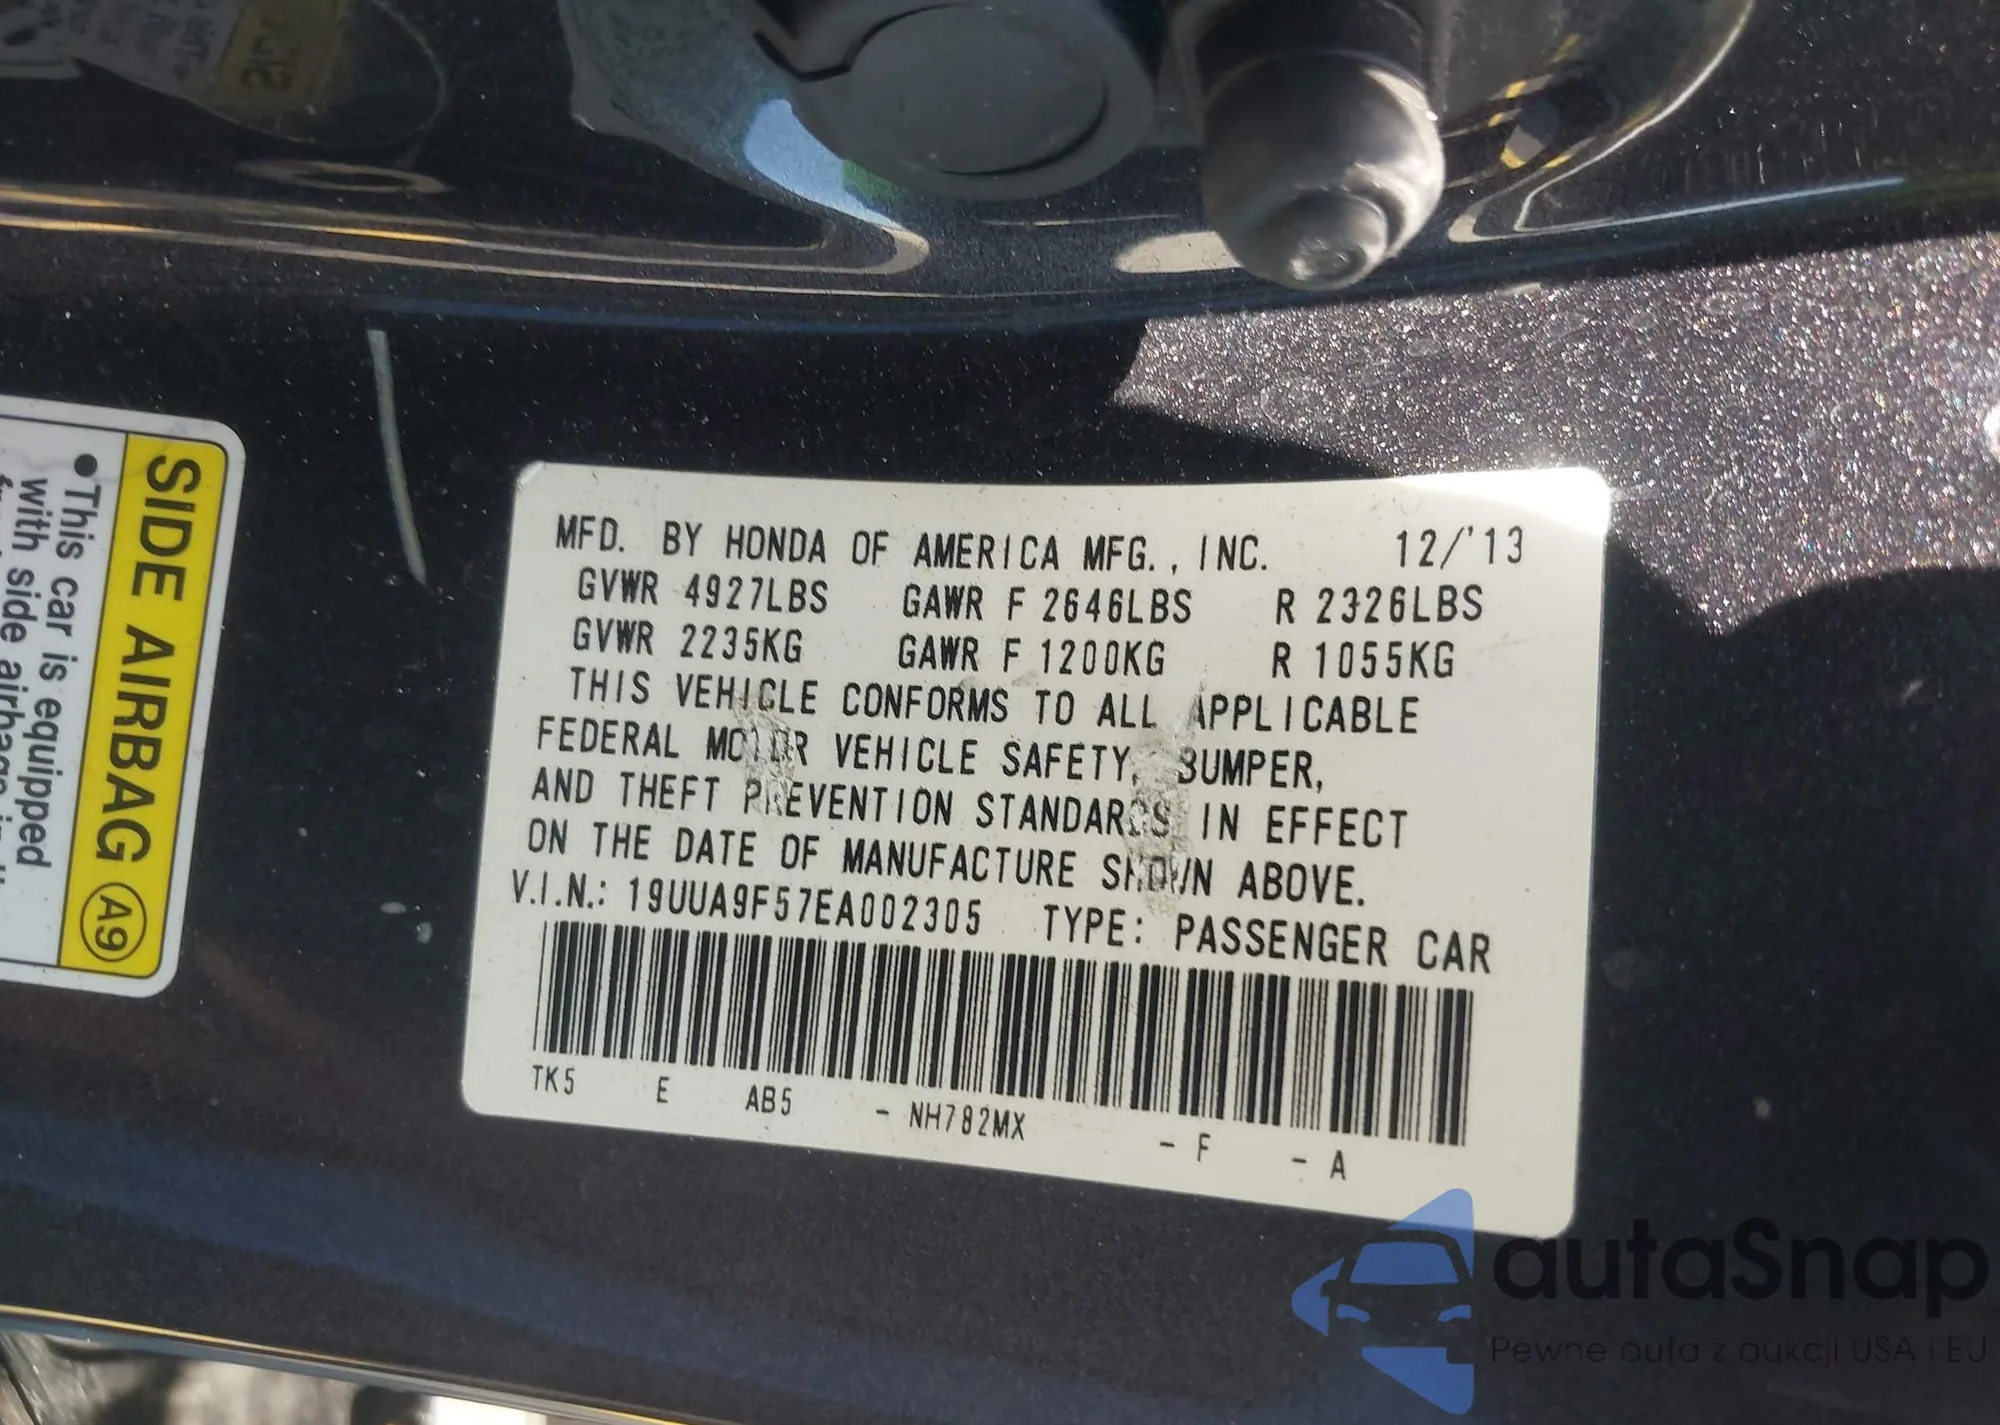 MFD. BY HONDA OF AMERICA MFG., INC. 12/'13
GVWR 4927LBS GAWR F 2646LBS R 2326LBS
GVWR 2235KG GAWR F 1200KG R 1055KG
THIS VEHICLE CONFORMS TO ALL APPLICABLE
FEDERAL MOTOR VEHICLE SAFETY, BUMPER,
AND THEFT PREVENTION STANDARDS IN EFFECT
ON THE DATE OF MANUFACTURE SHOWN ABOVE.
V.I.N.: 19UUA9F57EA002305 TYPE: PASSENGER CAR
TK5 E AB5 - NH782MX - F - A
SIDE AIRBAG A9
•This car is equipped
with side airbags in
autaSnap
Pewne auta z aukcji USA i EU